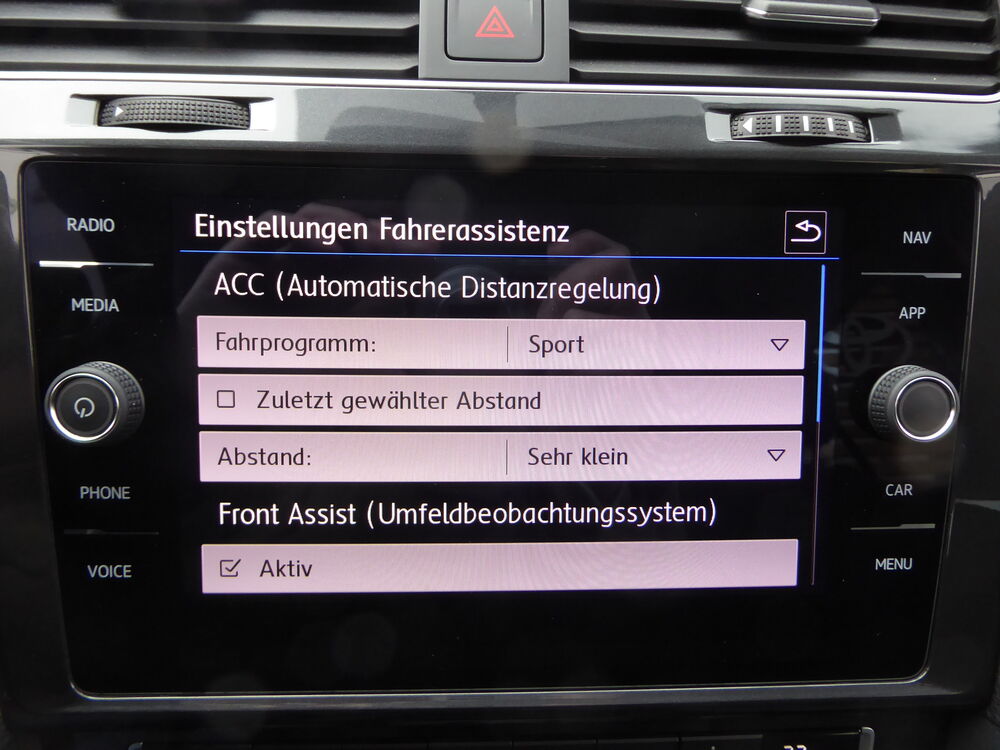 RADIO
MEDIA
PHONE
VOICE
Einstellungen Fahrerassistenz
ACC (Automatische Distanzregelung)
Fahrprogramm: Sport
Zuletzt gewählter Abstand
Abstand: Sehr klein
Front Assist (Umfeldbeobachtungssystem)
Aktiv
NAV
APP
CAR
MENU